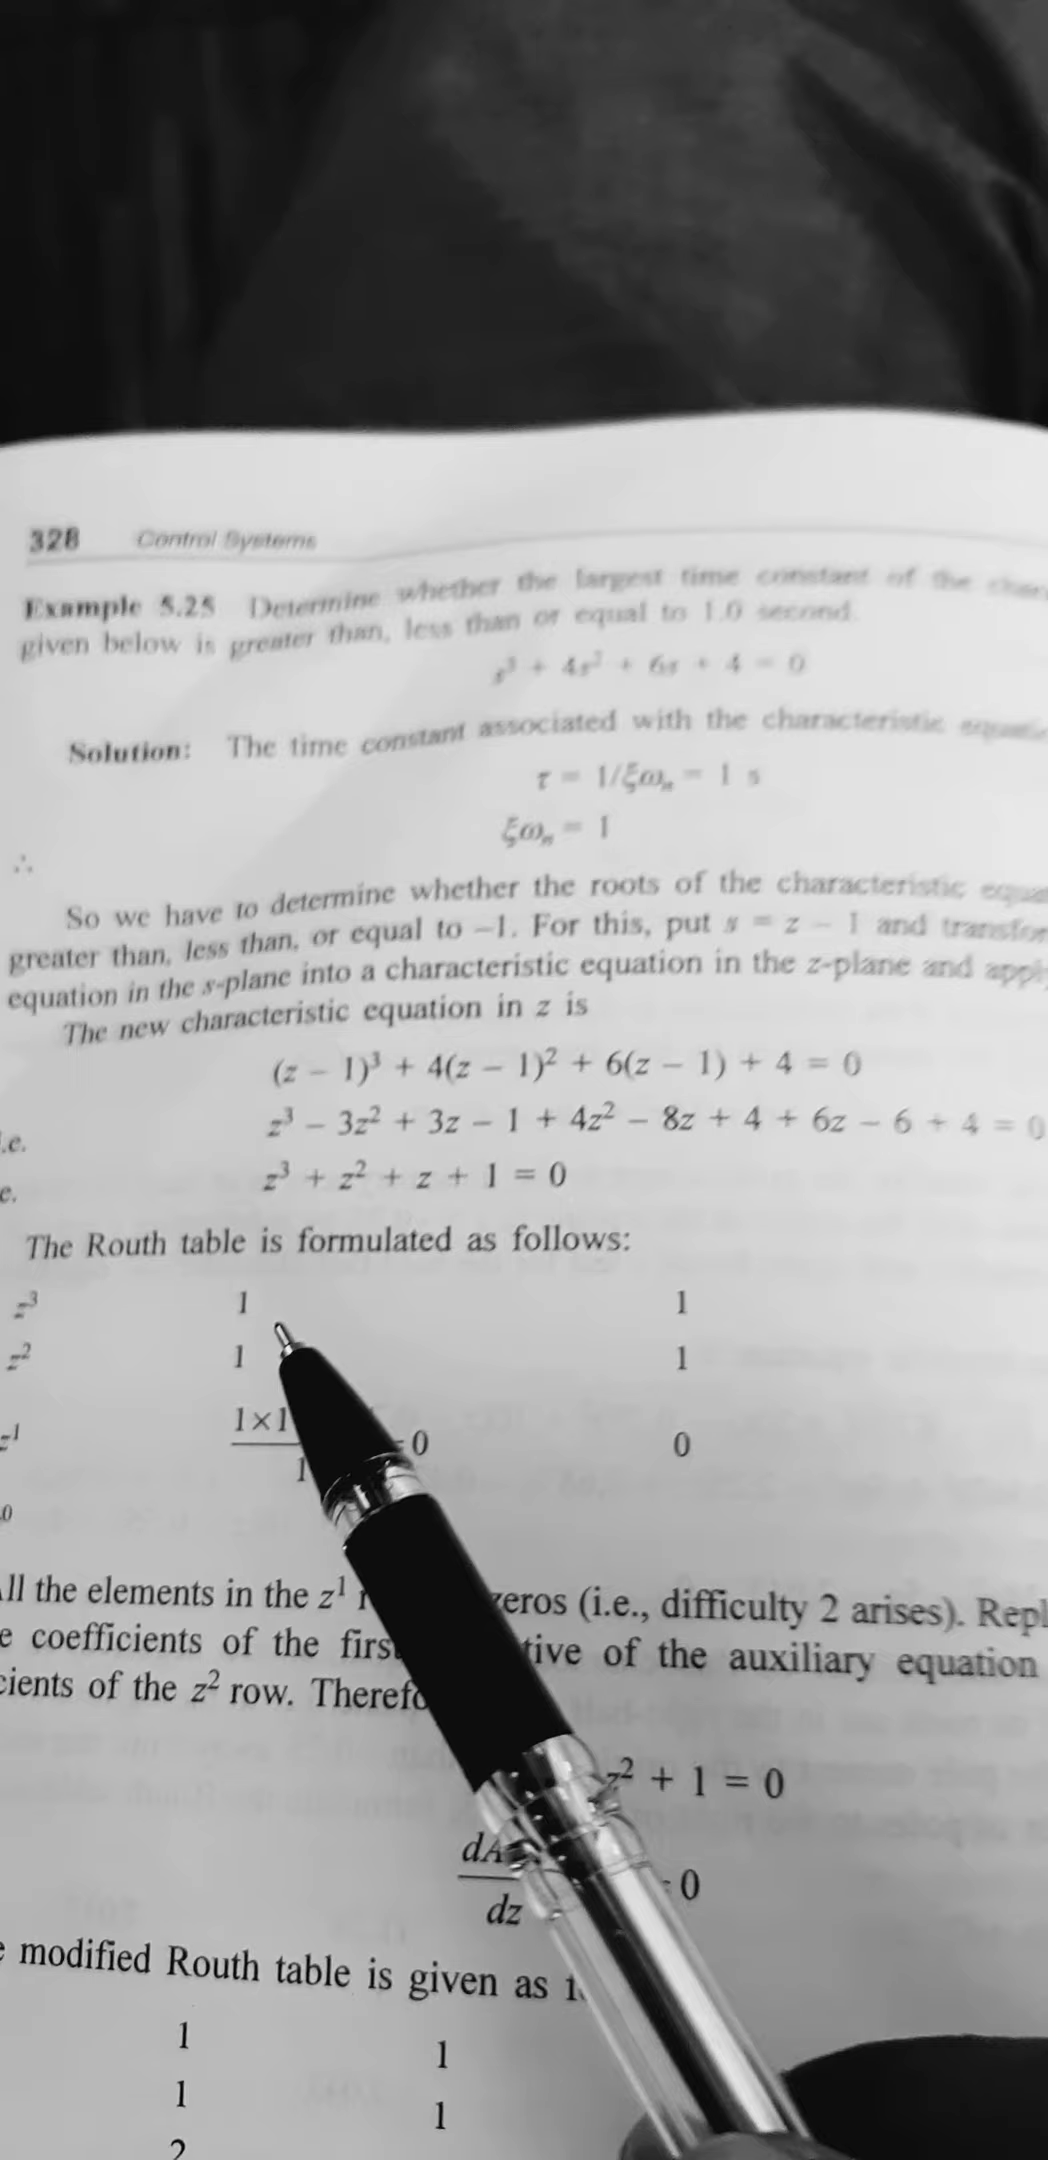 328 Control Systems
Example 5.25 Determine whether the largest time constant of the
given below is greater than, less than or equal to 1.0 second.
s³ + 4s² + 6s + 4 = 0
Solution: The time constant associated with the characteristic
τ = 1/ξωₙ = 1 s
∴ ξωₙ = 1
So we have to determine whether the roots of the characteristic
greater than, less than, or equal to −1. For this, put s = z − 1 and
equation in the s-plane into a characteristic equation in the z-plane and
The new characteristic equation in z is
(z − 1)³ + 4(z − 1)² + 6(z − 1) + 4 = 0
i.e. z³ − 3z² + 3z − 1 + 4z² − 8z + 4 + 6z − 6 + 4 = 0
e. z³ + z² + z + 1 = 0
The Routh table is formulated as follows:
z³ 1 1
z² 1 1
z¹ 1×1 = 0 0
1
0
ll the elements in the z¹ zeros (i.e., difficulty 2 arises). Repl
e coefficients of the firs tive of the auxiliary equation
cients of the z² row. Therefo
z² + 1 = 0
dA = 0
dz
e modified Routh table is given as
1 1
1 1
2